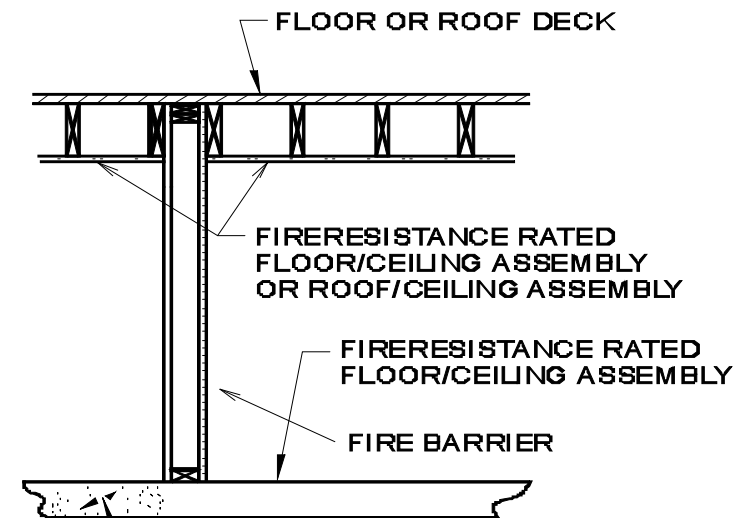 FLOOR OR ROOF DECK
FIRERESISTANCE RATED
FLOOR/CEILING ASSEMBLY
OR ROOF/CEILING ASSEMBLY
FIRERESISTANCE RATED
FLOOR/CEILING ASSEMBLY
FIRE BARRIER